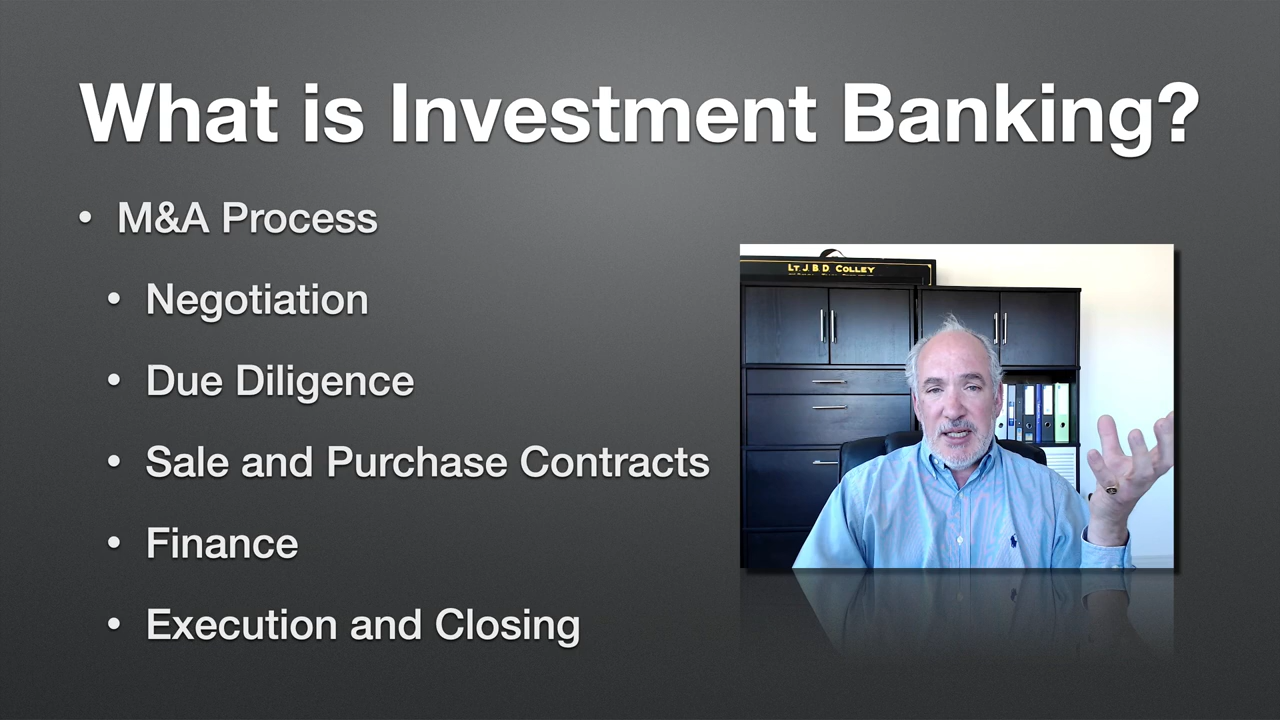 What is Investment Banking?
• M&A Process
• Negotiation
• Due Diligence
• Sale and Purchase Contracts
• Finance
• Execution and Closing
LT. J. B. D. COLLEY